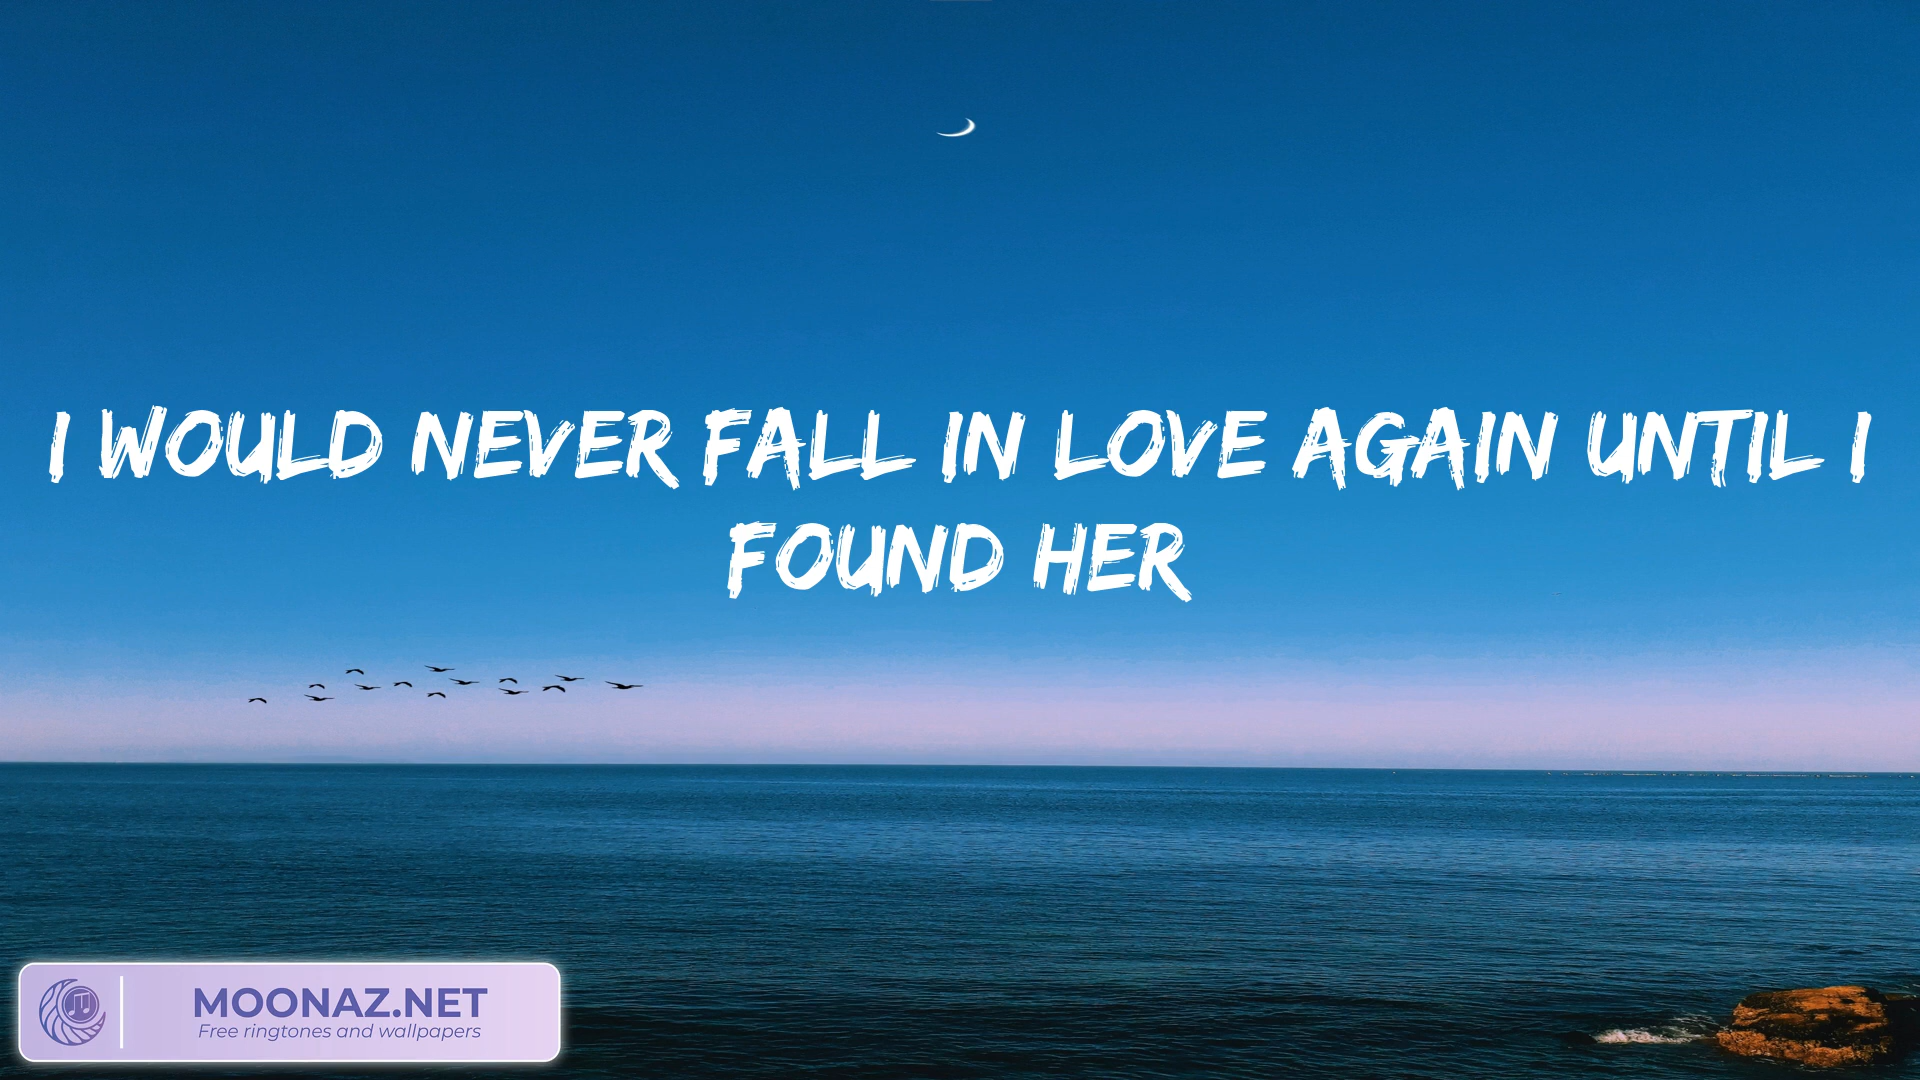 I WOULD NEVER FALL IN LOVE AGAIN UNTIL I
FOUND HER
MOONAZ.NET
Free ringtones and wallpapers